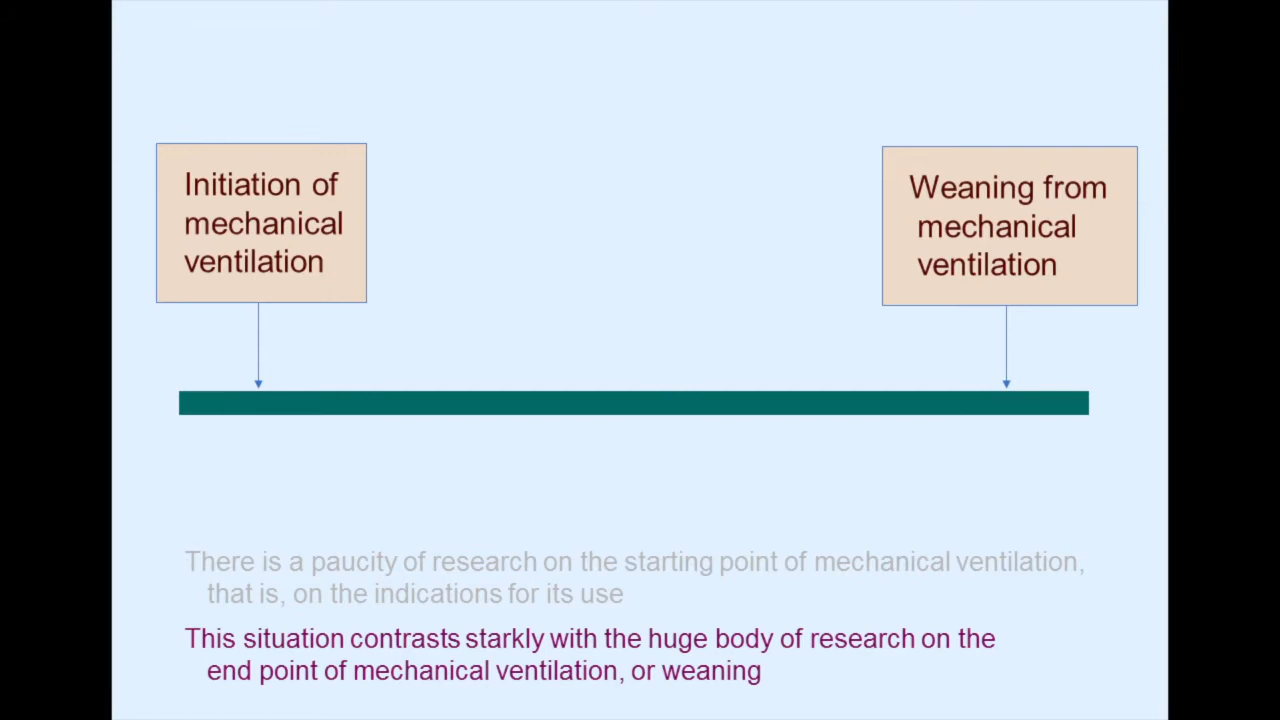 Initiation of
mechanical
ventilation
Weaning from
mechanical
ventilation
There is a paucity of research on the starting point of mechanical ventilation,
that is, on the indications for its use
This situation contrasts starkly with the huge body of research on the
end point of mechanical ventilation, or weaning